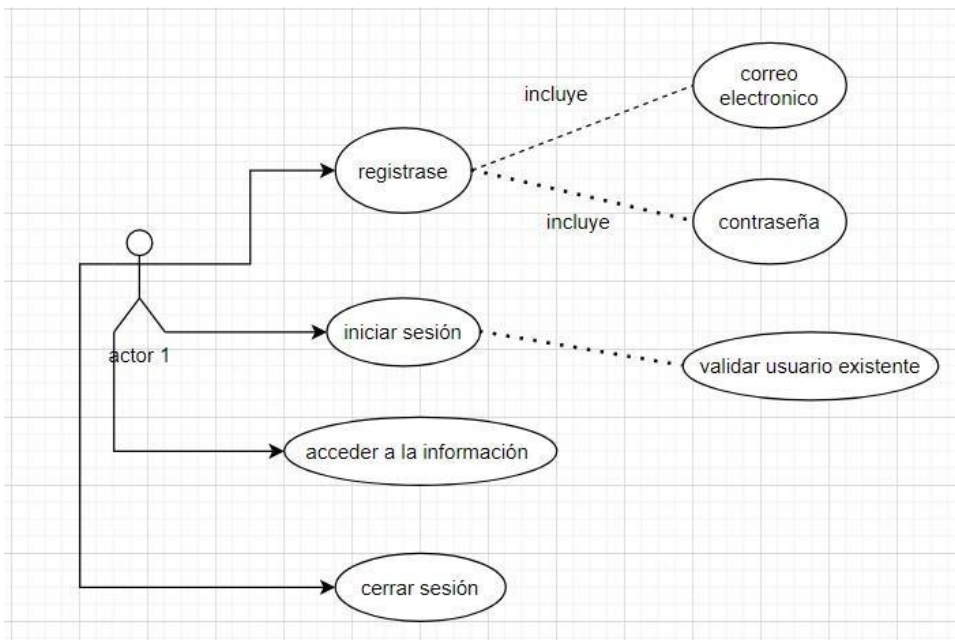 correo
electronico
incluye
registrase
incluye
contraseña
iniciar sesión
actor 1
validar usuario existente
acceder a la información
cerrar sesión